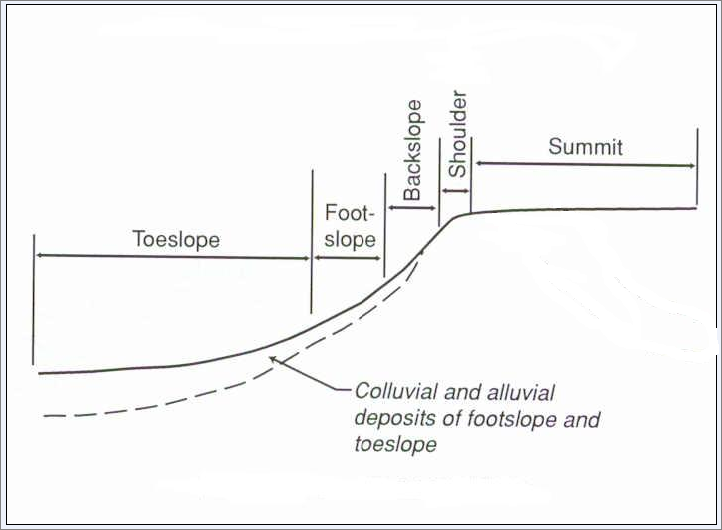 Backslope
Shoulder
Summit
Foot-
slope
Toeslope
Colluvial and alluvial
deposits of footslope and
toeslope